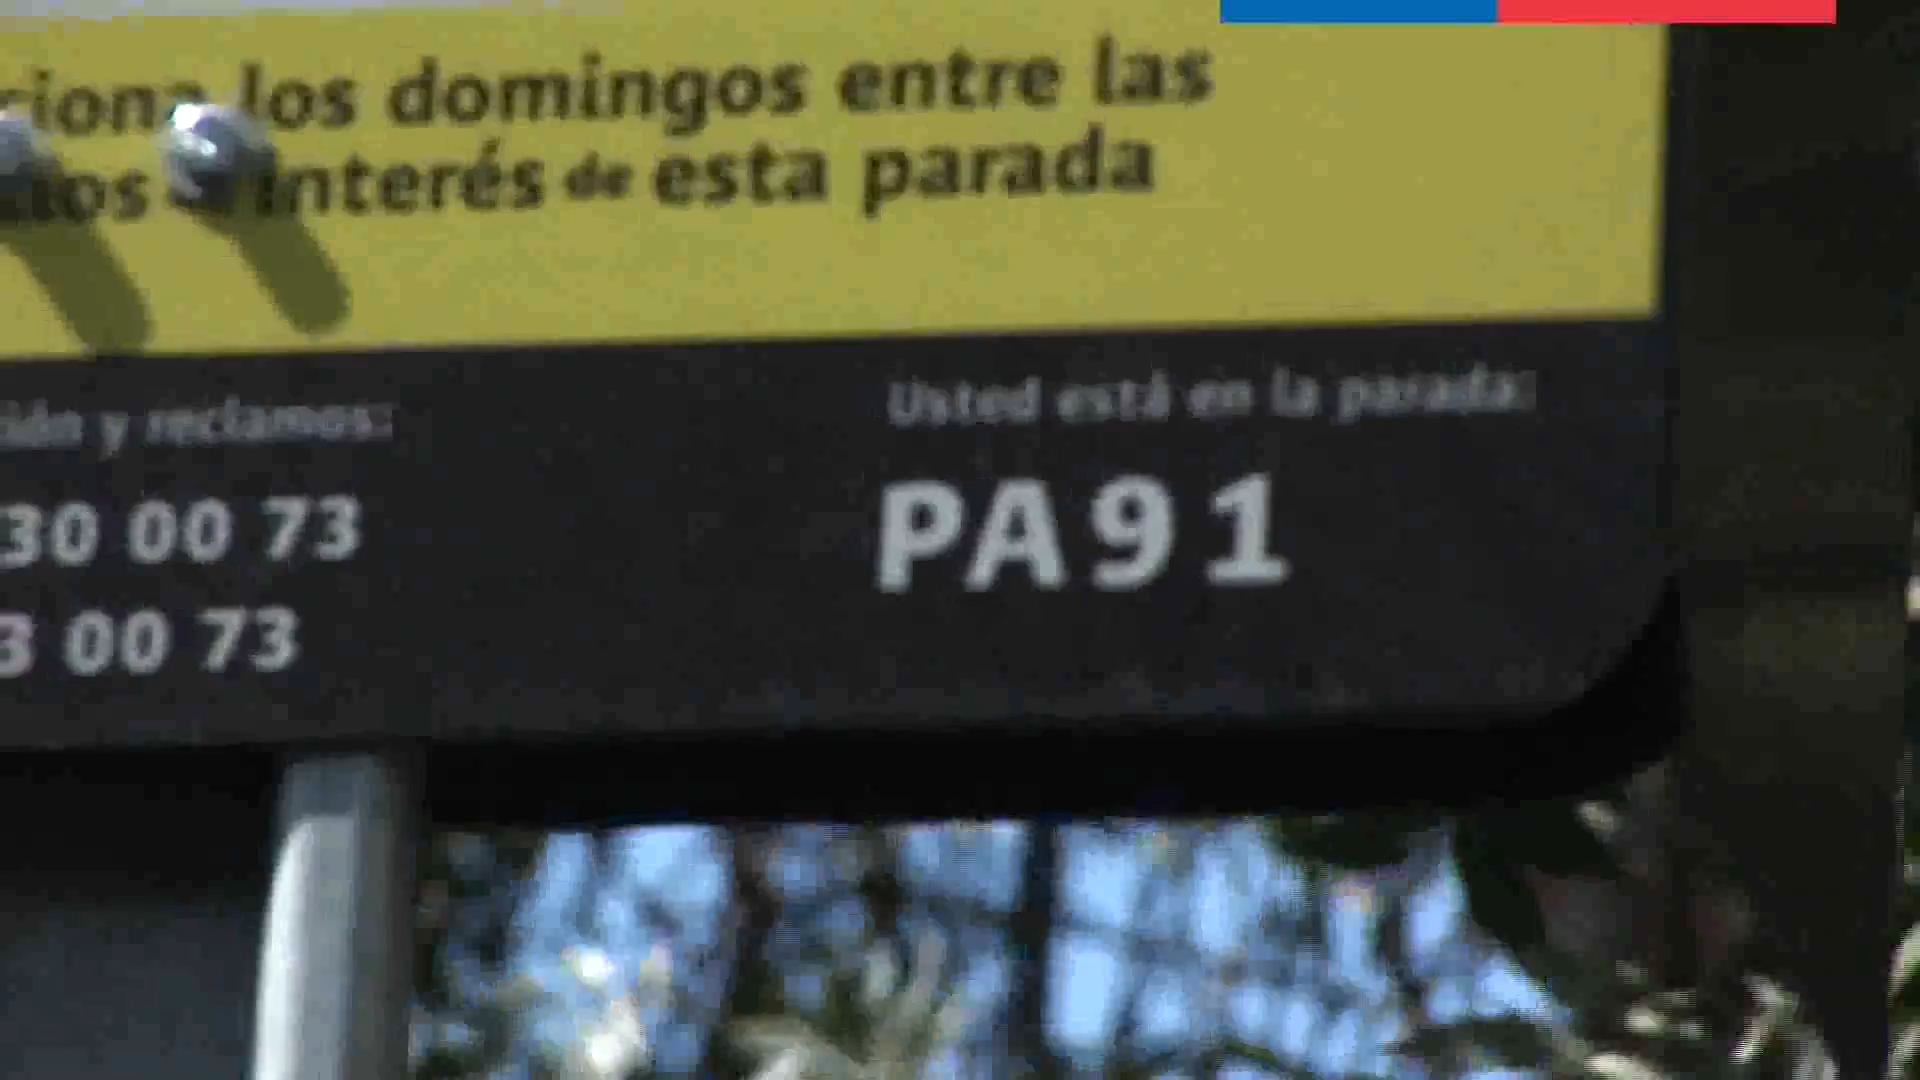 los domingos entre las
interés de esta parada
y reclamos:
30 00 73
3 00 73
Usted está en la parada:
PA91